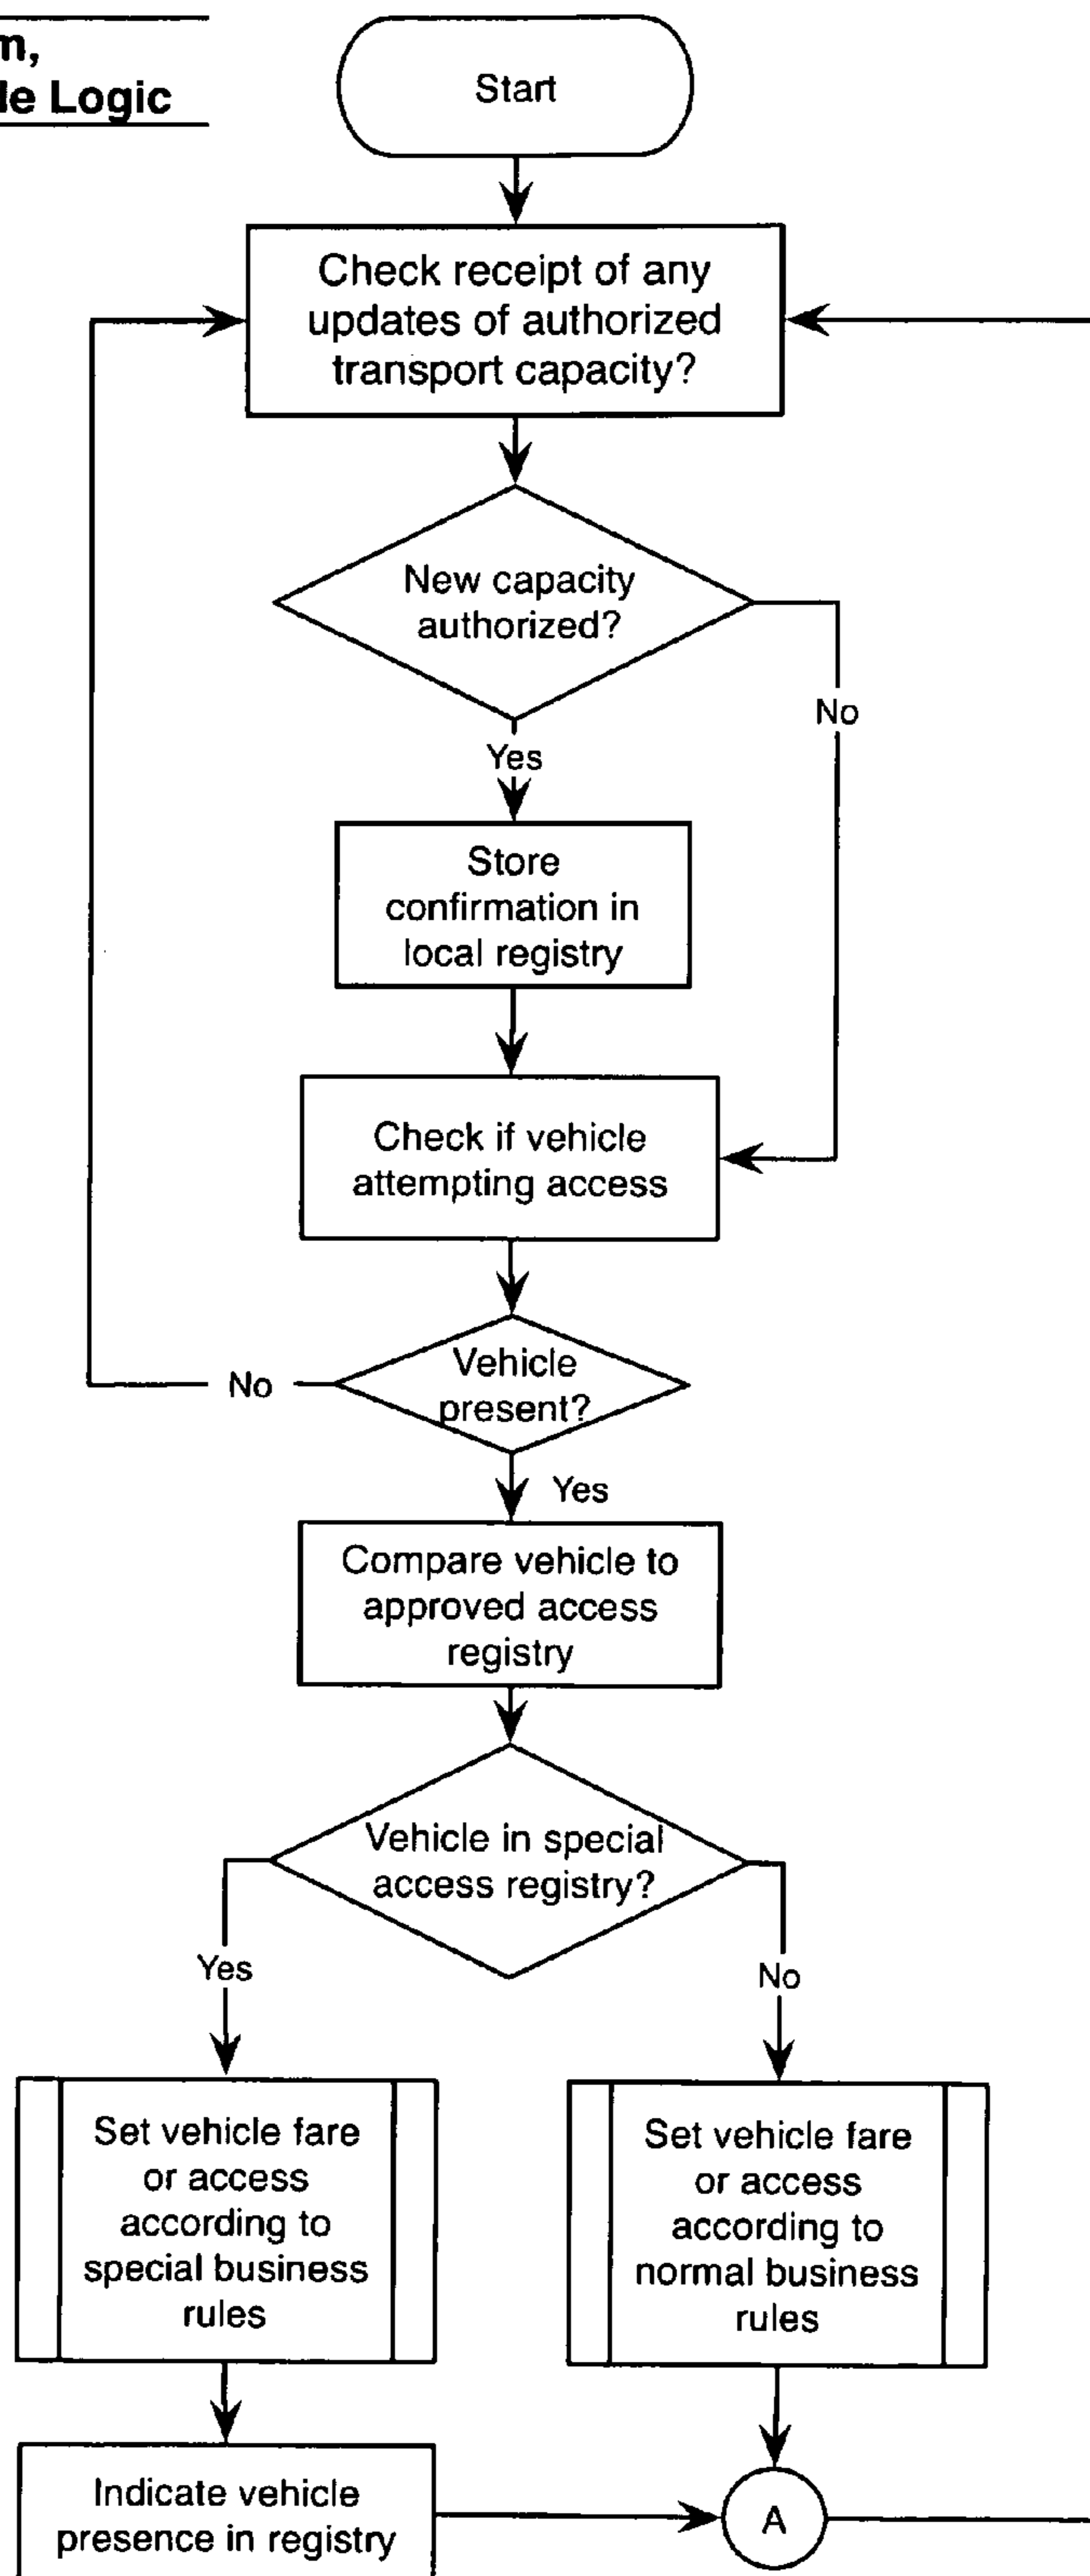 m,
le Logic
Start
Check receipt of any
updates of authorized
transport capacity?
New capacity
authorized?
No
Yes
Store
confirmation in
local registry
Check if vehicle
attempting access
Vehicle
present?
No
Yes
Compare vehicle to
approved access
registry
Vehicle in special
access registry?
Yes
No
Set vehicle fare
or access
according to
special business
rules
Set vehicle fare
or access
according to
normal business
rules
Indicate vehicle
presence in registry
A